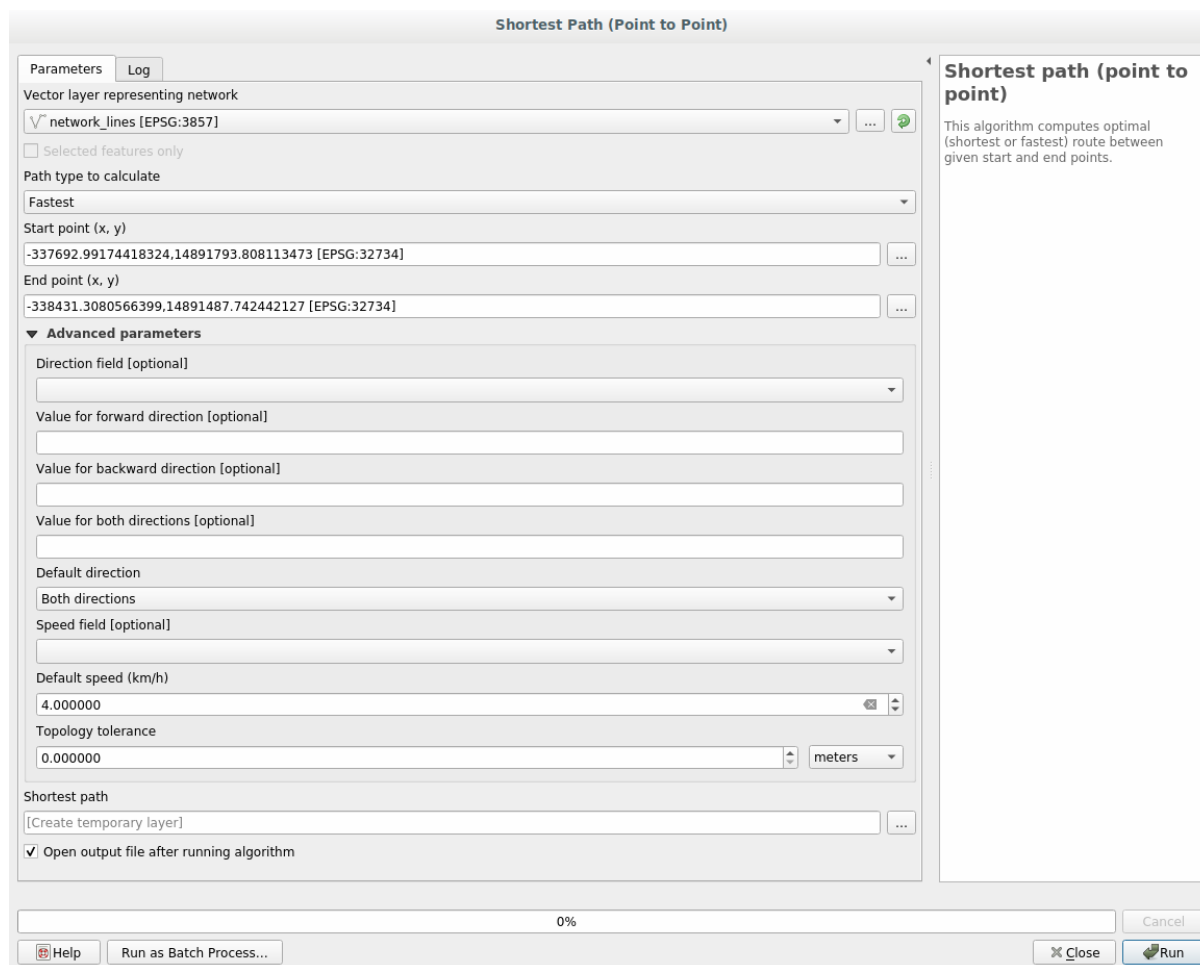 Shortest Path (Point to Point)
Parameters
Log
Vector layer representing network
network_lines [EPSG:3857]
...
Selected features only
Path type to calculate
Fastest
Start point (x, y)
-337692.99174418324,14891793.808113473 [EPSG:32734]
...
End point (x, y)
-338431.3080566399,14891487.742442127 [EPSG:32734]
...
Advanced parameters
Direction field [optional]
Value for forward direction [optional]
Value for backward direction [optional]
Value for both directions [optional]
Default direction
Both directions
Speed field [optional]
Default speed (km/h)
4.000000
Topology tolerance
0.000000
meters
Shortest path
[Create temporary layer]
...
Open output file after running algorithm
Shortest path (point to
point)
This algorithm computes optimal
(shortest or fastest) route between
given start and end points.
0%
Cancel
Help
Run as Batch Process...
Close
Run